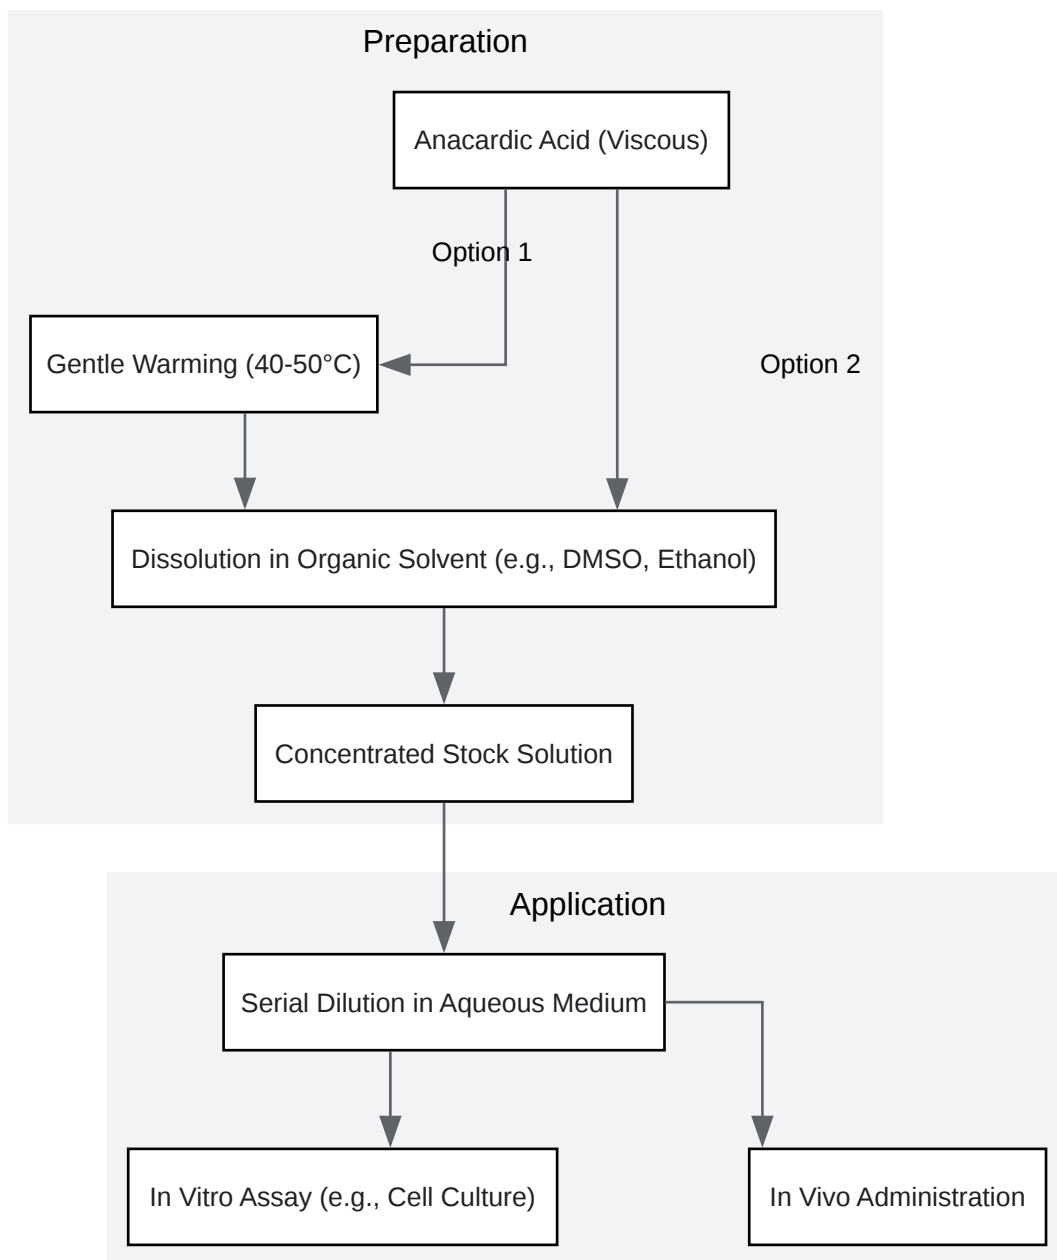 Preparation
Anacardic Acid (Viscous)
Option 1
Gentle Warming (40-50°C)
Option 2
Dissolution in Organic Solvent (e.g., DMSO, Ethanol)
Concentrated Stock Solution
Application
Serial Dilution in Aqueous Medium
In Vitro Assay (e.g., Cell Culture)
In Vivo Administration